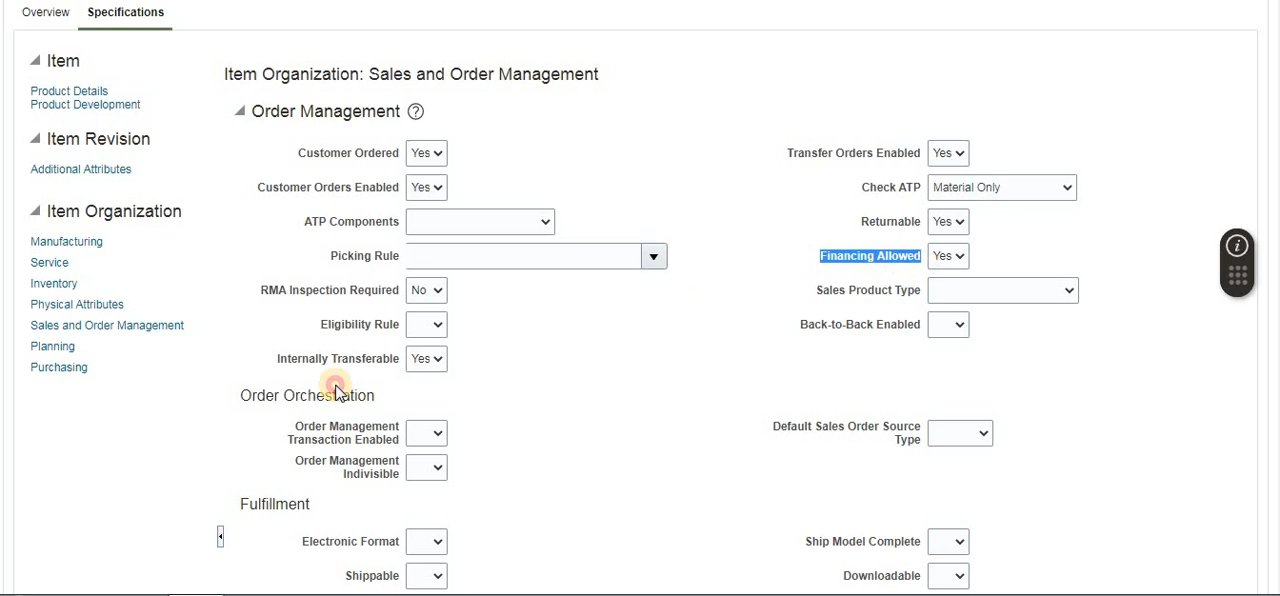 Overview Specifications
Item
Product Details
Product Development
Item Revision
Additional Attributes
Item Organization
Manufacturing
Service
Inventory
Physical Attributes
Sales and Order Management
Planning
Purchasing
Item Organization: Sales and Order Management
Order Management ?
Customer Ordered Yes
Transfer Orders Enabled Yes
Customer Orders Enabled Yes
Check ATP Material Only
ATP Components
Returnable Yes
Picking Rule
Financing Allowed Yes
RMA Inspection Required No
Sales Product Type
Eligibility Rule
Back-to-Back Enabled
Internally Transferable Yes
Order Orchestration
Order Management
Transaction Enabled
Default Sales Order Source
Type
Order Management
Indivisible
Fulfillment
Electronic Format
Ship Model Complete
Shippable
Downloadable
i